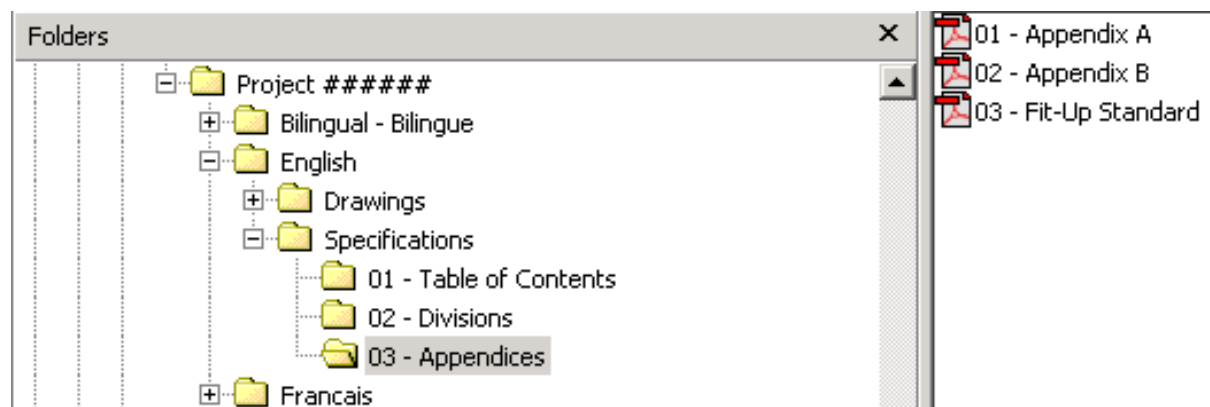 Folders
Project ######
Bilingual - Bilingue
English
Drawings
Specifications
01 - Table of Contents
02 - Divisions
03 - Appendices
Francais
01 - Appendix A
02 - Appendix B
03 - Fit-Up Standard